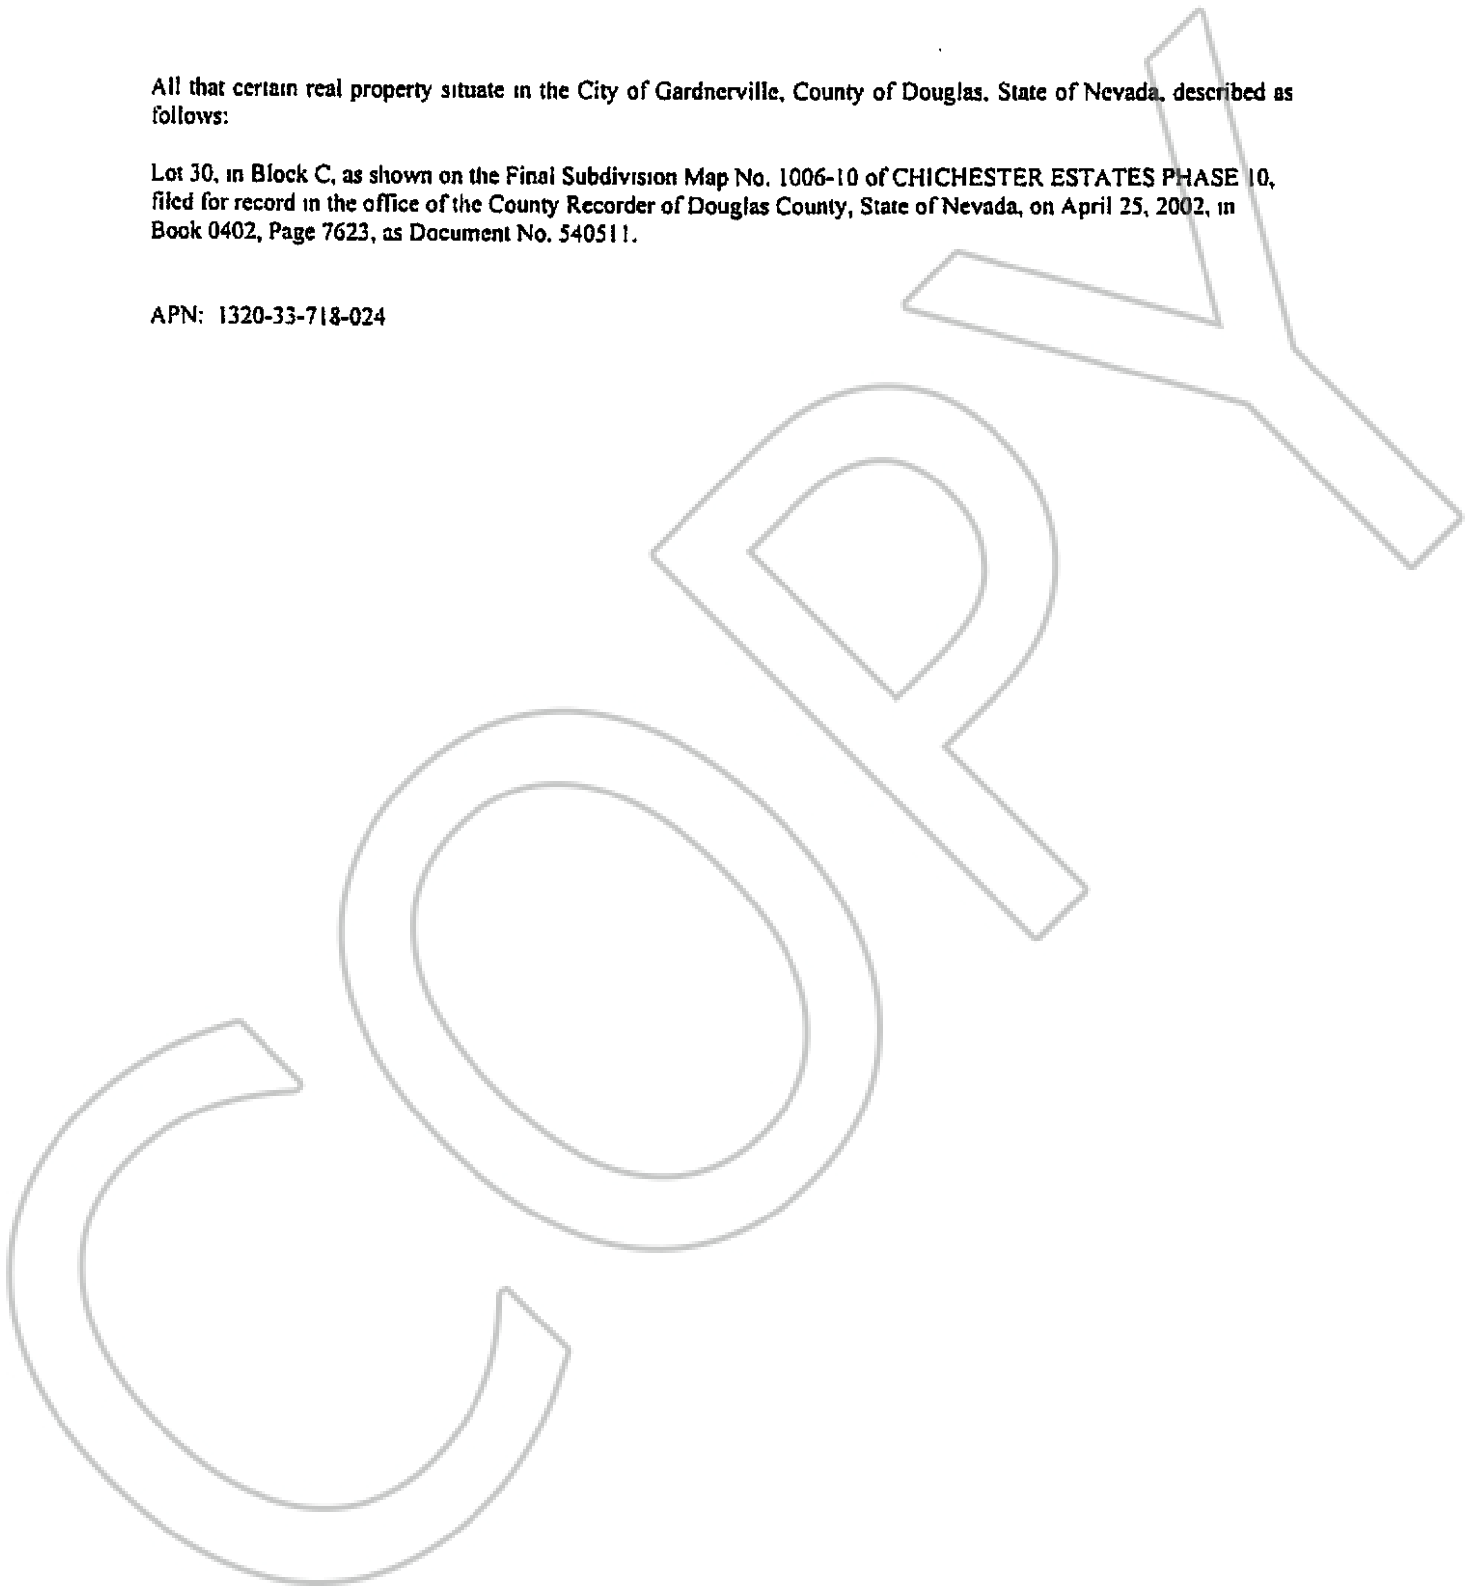 All that certain real property situate in the City of Gardnerville, County of Douglas, State of Nevada, described as
follows:
Lot 30, in Block C, as shown on the Final Subdivision Map No. 1006-10 of CHICHESTER ESTATES PHASE 10,
filed for record in the office of the County Recorder of Douglas County, State of Nevada, on April 25, 2002, in
Book 0402, Page 7623, as Document No. 540511.
APN: 1320-33-718-024
COPY